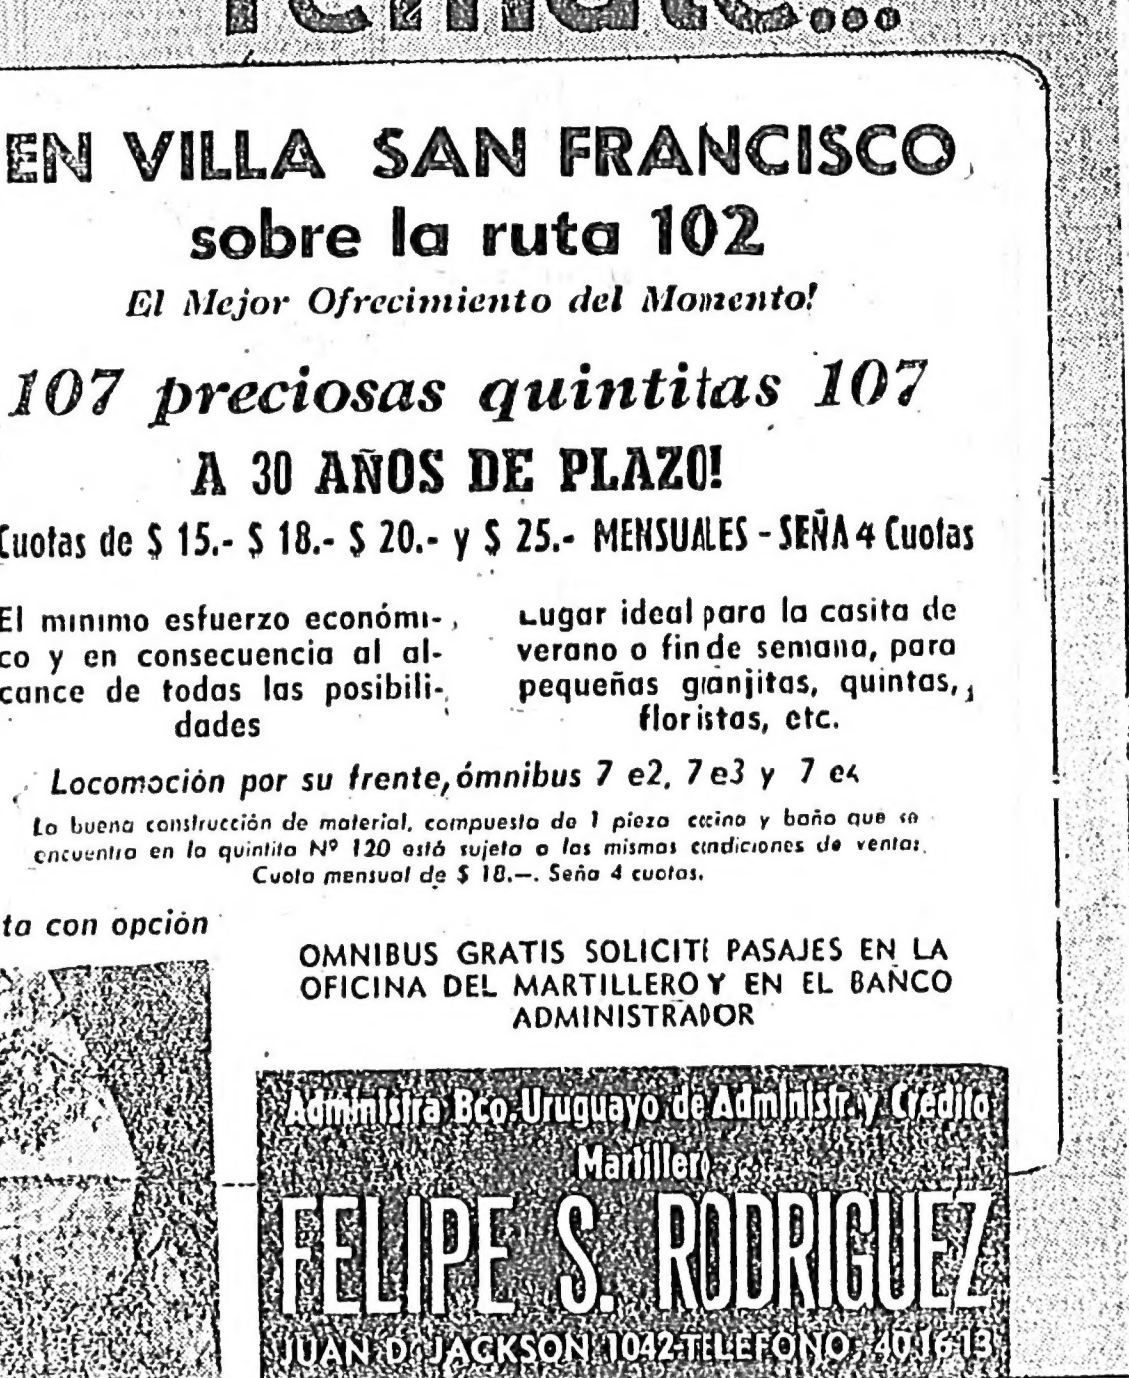 remate...
EN VILLA SAN FRANCISCO
sobre la ruta 102
El Mejor Ofrecimiento del Momento!
107 preciosas quintitas 107
A 30 AÑOS DE PLAZO!
Cuotas de $ 15.- $ 18.- $ 20.- y $ 25.- MENSUALES - SEÑA 4 Cuotas
El minimo esfuerzo económi-
co y en consecuencia al al-
cance de todas las posibili-
dades
Lugar ideal para la casita de
verano o fin de semana, para
pequeñas granjitas, quintas,
floristas, etc.
Locomoción por su frente, ómnibus 7 e2, 7 e3 y 7 e4
La buena construcción de material, compuesta de 1 pieza cocina y baño que se
encuentra en la quintita Nº 120 está sujeta a las mismas condiciones de ventas.
Cuota mensual de $ 18.—. Seña 4 cuotas.
ta con opción
OMNIBUS GRATIS SOLICITE PASAJES EN LA
OFICINA DEL MARTILLERO Y EN EL BANCO
ADMINISTRADOR
Administra Bco. Uruguayo de Administr. y Crédito
Martillero
FELIPE S. RODRIGUEZ
JUAN D. JACKSON 1042-TELEFONO 40 16 13